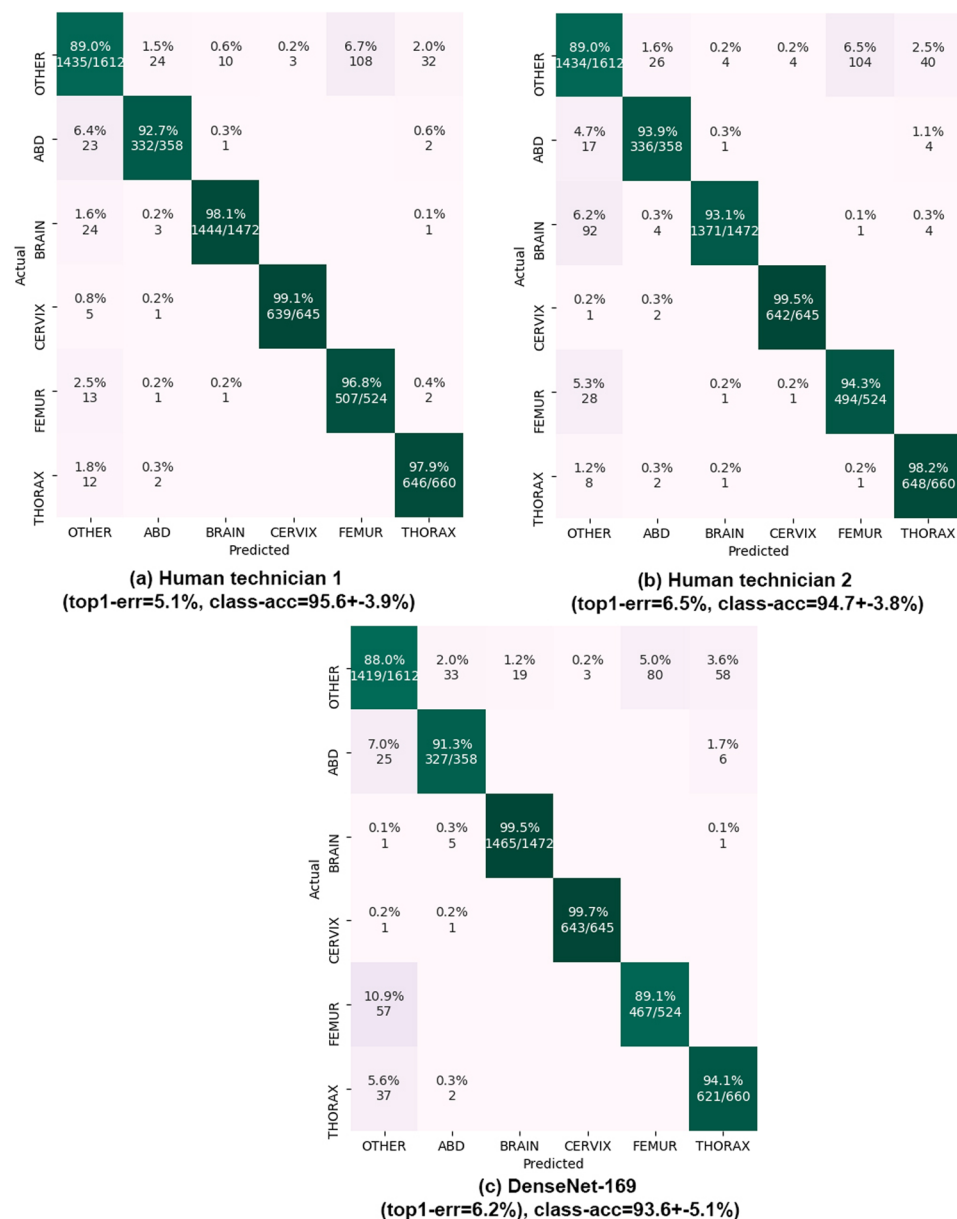 89.0% 1.5% 0.6% 0.2% 6.7% 2.0%
1435/1612 24 10 3 108 32
OTHER
6.4% 92.7% 0.3% 0.6%
23 332/358 1 2
ABD
1.6% 0.2% 98.1% 0.1%
24 3 1444/1472 1
BRAIN
Actual
0.8% 0.2% 99.1%
5 1 639/645
CERVIX
2.5% 0.2% 0.2% 96.8% 0.4%
13 1 1 507/524 2
FEMUR
1.8% 0.3% 97.9%
12 2 646/660
THORAX
OTHER ABD BRAIN CERVIX FEMUR THORAX
Predicted
(a) Human technician 1
(top1-err=5.1%, class-acc=95.6+-3.9%)
89.0% 1.6% 0.2% 0.2% 6.5% 2.5%
1434/1612 26 4 4 104 40
OTHER
4.7% 93.9% 0.3% 1.1%
17 336/358 1 4
ABD
6.2% 0.3% 93.1% 0.1% 0.3%
92 4 1371/1472 1 4
BRAIN
Actual
0.2% 0.3% 99.5%
1 2 642/645
CERVIX
5.3% 0.2% 0.2% 94.3%
28 1 1 494/524
FEMUR
1.2% 0.3% 0.2% 0.2% 98.2%
8 2 1 1 648/660
THORAX
OTHER ABD BRAIN CERVIX FEMUR THORAX
Predicted
(b) Human technician 2
(top1-err=6.5%, class-acc=94.7+-3.8%)
88.0% 2.0% 1.2% 0.2% 5.0% 3.6%
1419/1612 33 19 3 80 58
OTHER
7.0% 91.3% 1.7%
25 327/358 6
ABD
0.1% 0.3% 99.5% 0.1%
1 5 1465/1472 1
BRAIN
Actual
0.2% 0.2% 99.7%
1 1 643/645
CERVIX
10.9% 89.1%
57 467/524
FEMUR
5.6% 0.3% 94.1%
37 2 621/660
THORAX
OTHER ABD BRAIN CERVIX FEMUR THORAX
Predicted
(c) DenseNet-169
(top1-err=6.2%), class-acc=93.6+-5.1%)